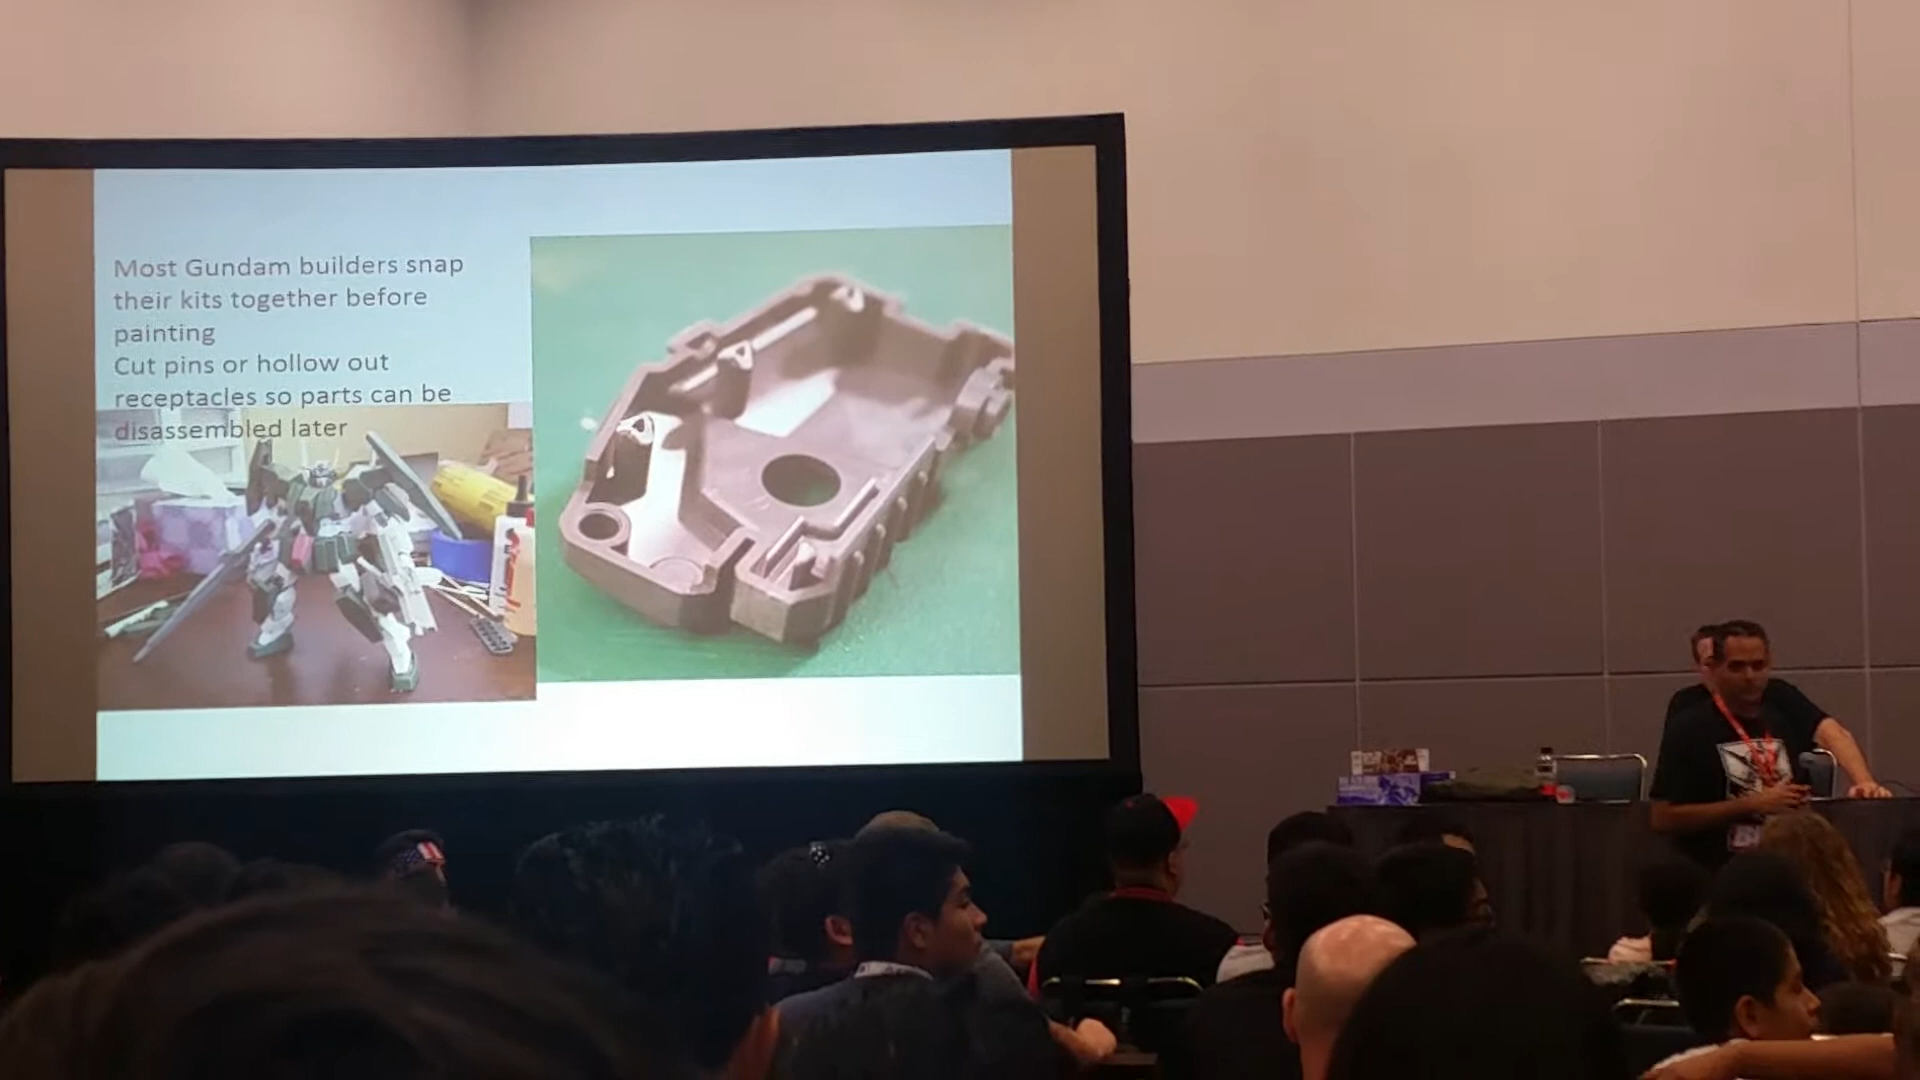 Most Gundam builders snap
their kits together before
painting
Cut pins or hollow out
receptacles so parts can be
disassembled later